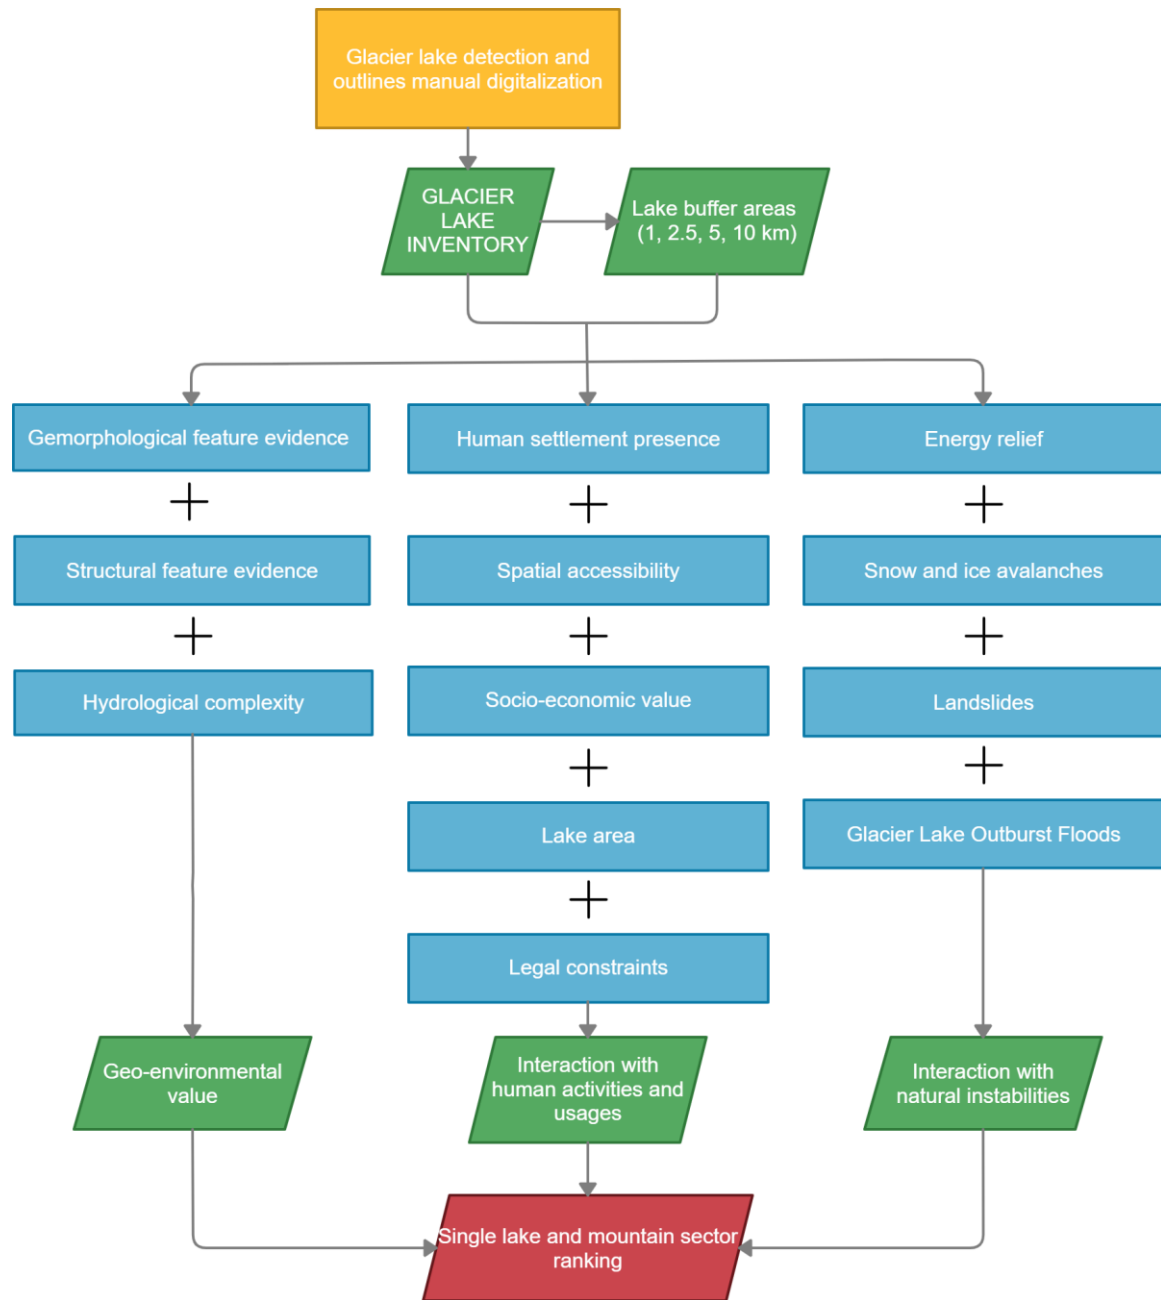 Glacier lake detection and
outlines manual digitalization
GLACIER
LAKE
INVENTORY
Lake buffer areas
(1, 2.5, 5, 10 km)
Gemorphological feature evidence
Human settlement presence
Energy relief
Structural feature evidence
Spatial accessibility
Snow and ice avalanches
Hydrological complexity
Socio-economic value
Landslides
Lake area
Glacier Lake Outburst Floods
Legal constraints
Geo-environmental
value
Interaction with
human activities and
usages
Interaction with
natural instabilities
Single lake and mountain sector
ranking